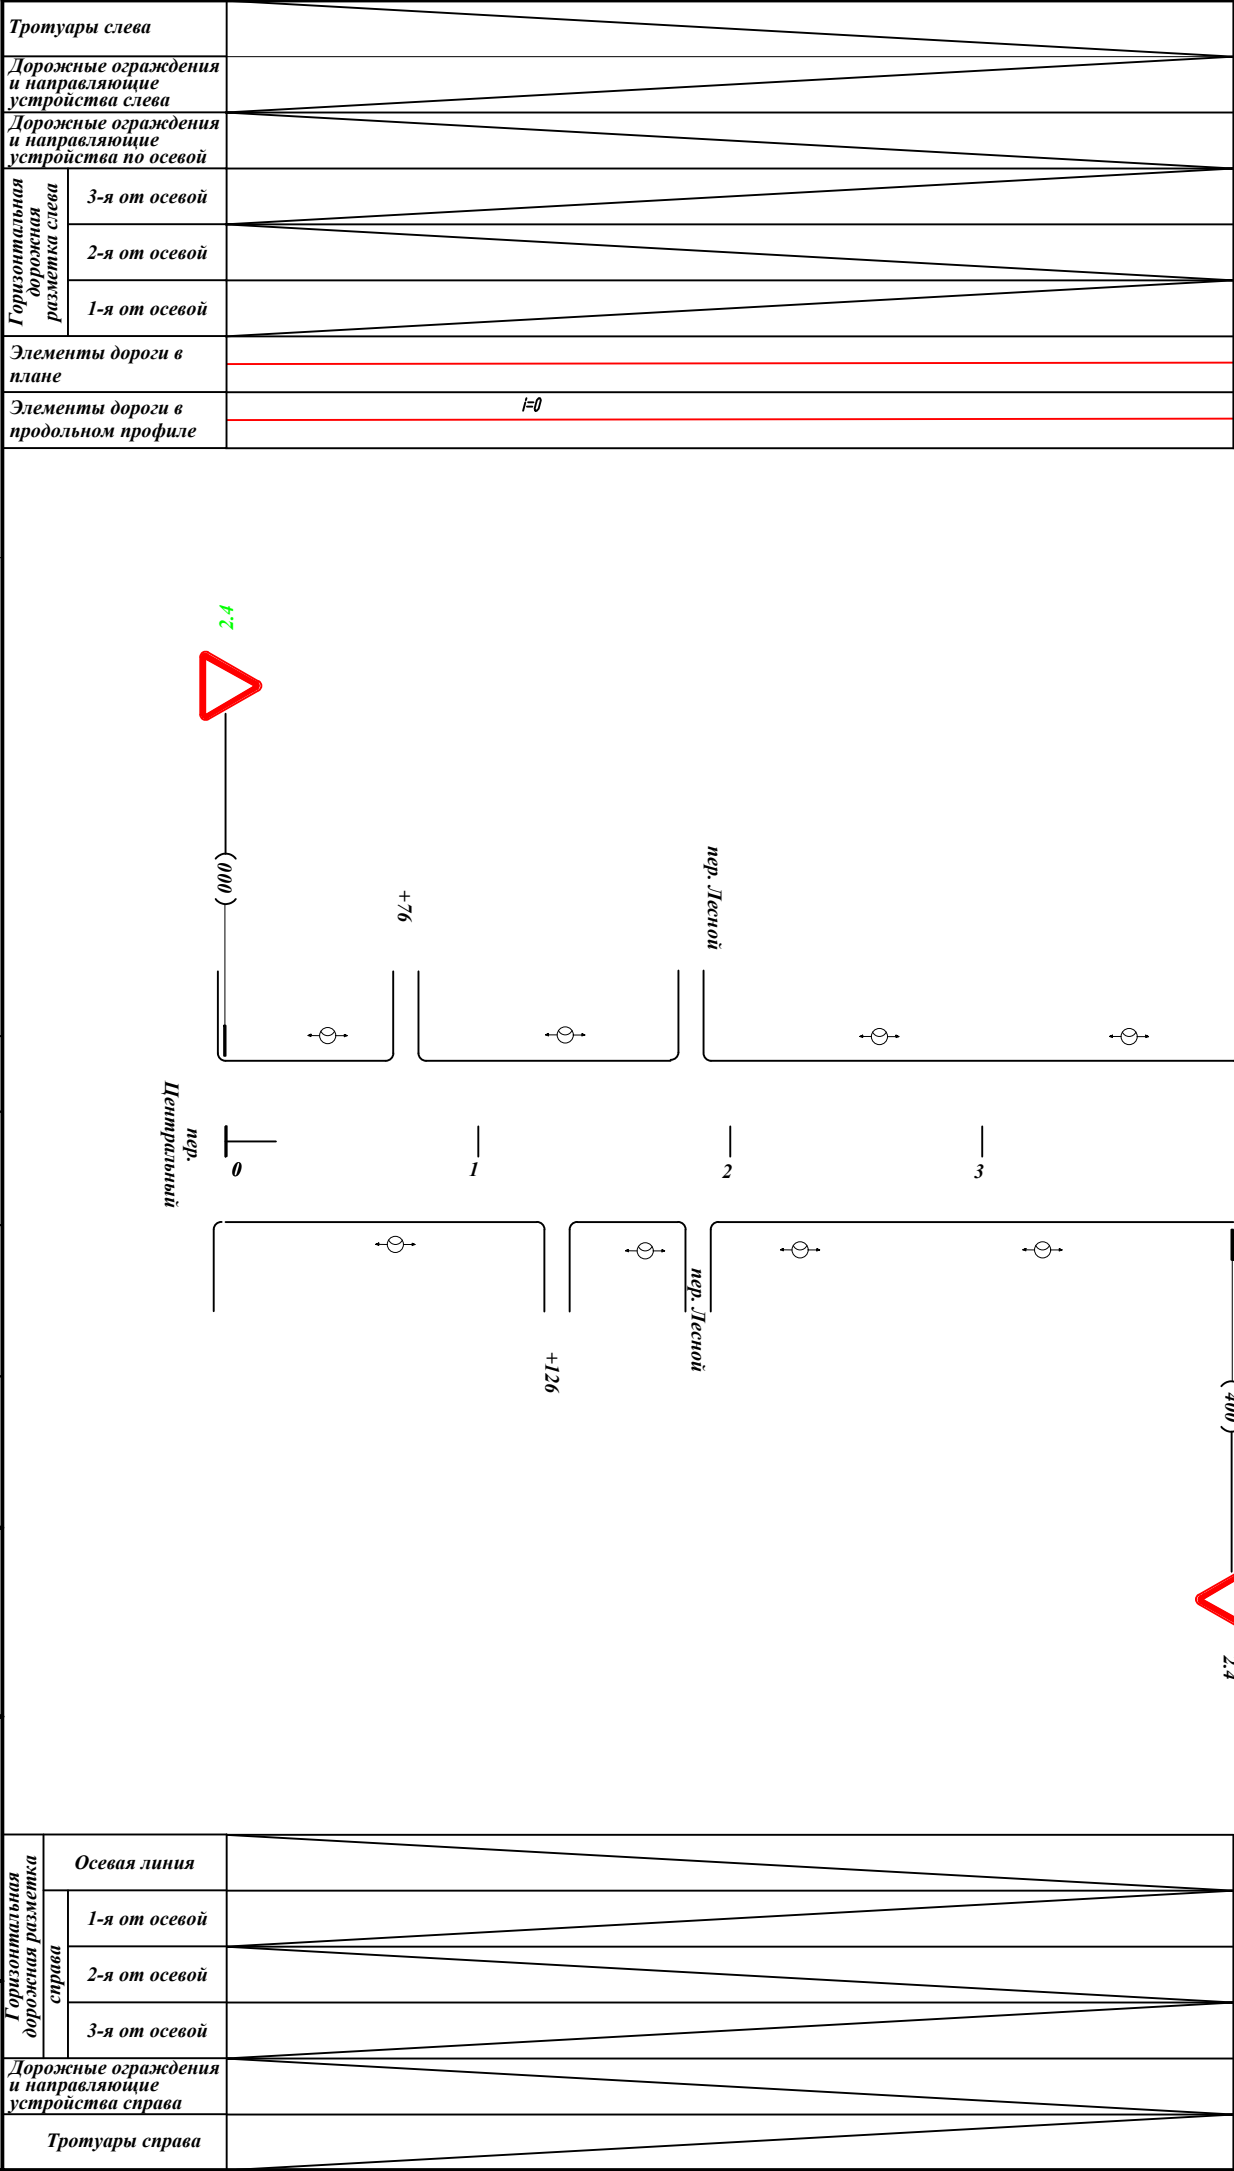 Тротуары слева
Дорожные ограждения
и направляющие
устройства слева
Дорожные ограждения
и направляющие
устройства по осевой
Горизонтальная
дорожная
разметка слева
3-я от осевой
2-я от осевой
1-я от осевой
Элементы дороги в
плане
Элементы дороги в
продольном профиле
i=0
2.4
(000)
+76
пер. Лесной
пер.
Центральный
0
1
2
3
+126
пер. Лесной
(400)
2.4
Горизонтальная
дорожная разметка
справа
Осевая линия
1-я от осевой
2-я от осевой
3-я от осевой
Дорожные ограждения
и направляющие
устройства справа
Тротуары справа